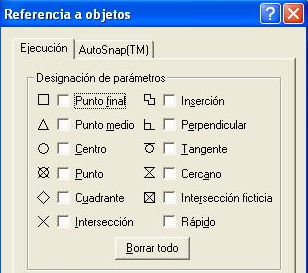 Referencia a objetos
Ejecución AutoSnap(TM)
Designación de parámetros
Punto final Inserción
Punto medio Perpendicular
Centro Tangente
Punto Cercano
Cuadrante Intersección ficticia
Intersección Rápido
Borrar todo